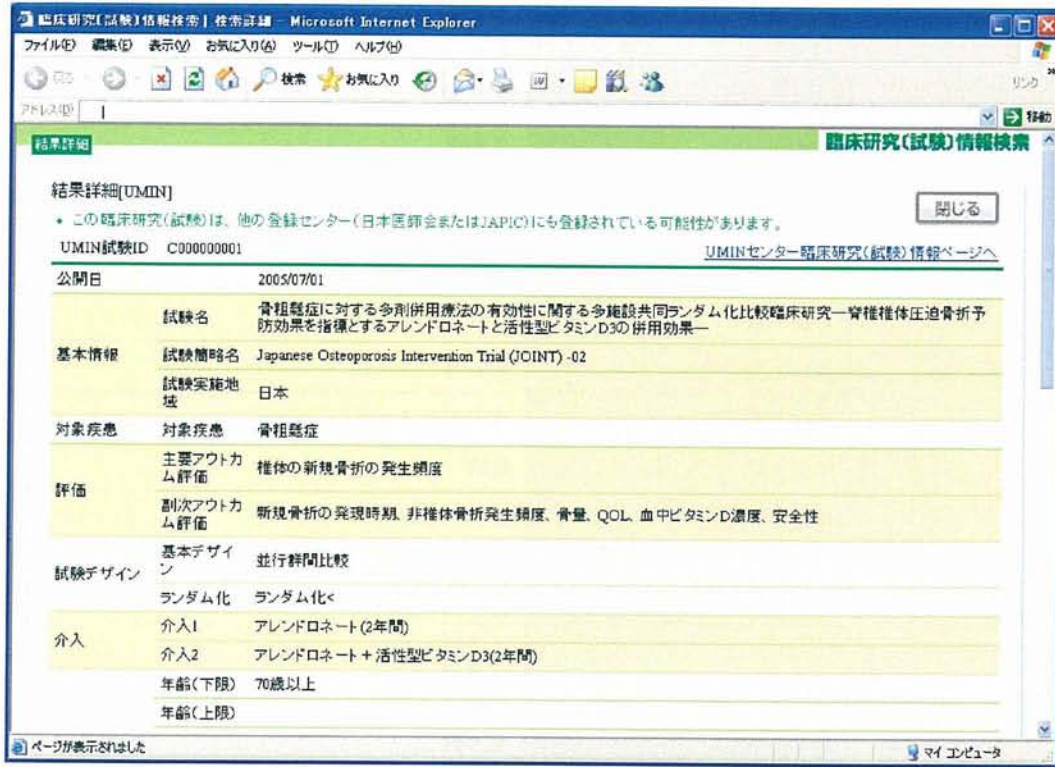 臨床研究(試験)情報検索 | 検索詳細 - Microsoft Internet Explorer
ファイル(F) 編集(E) 表示(V) お気に入り(A) ツール(T) ヘルプ(H)
戻る 検索 お気に入り リンク »
アドレス(D) 移動
結果詳細 臨床研究(試験)情報検索
結果詳細[UMIN]
閉じる
• この臨床研究(試験)は、他の登録センター(日本医師会またはJAPIC)にも登録されている可能性があります。
UMIN試験ID C000000001 UMINセンター臨床研究(試験)情報ページへ
公開日 2005/07/01
試験名 骨粗鬆症に対する多剤併用療法の有効性に関する多施設共同ランダム化比較臨床研究―脊椎椎体圧迫骨折予
防効果を指標とするアレンドロネートと活性型ビタミンD3の併用効果―
基本情報 試験簡略名 Japanese Osteoporosis Intervention Trial (JOINT) -02
試験実施地
域 日本
対象疾患 対象疾患 骨粗鬆症
評価 主要アウトカ
ム評価 椎体の新規骨折の発生頻度
副次アウトカ
ム評価 新規骨折の発現時期、非椎体骨折発生頻度、骨量、QOL、血中ビタミンD濃度、安全性
試験デザイン 基本デザイ
ン 並行群間比較
ランダム化 ランダム化<
介入 介入1 アレンドロネート(2年間)
介入2 アレンドロネート + 活性型ビタミンD3(2年間)
年齢(下限) 70歳以上
年齢(上限)
ページが表示されました マイ コンピュータ